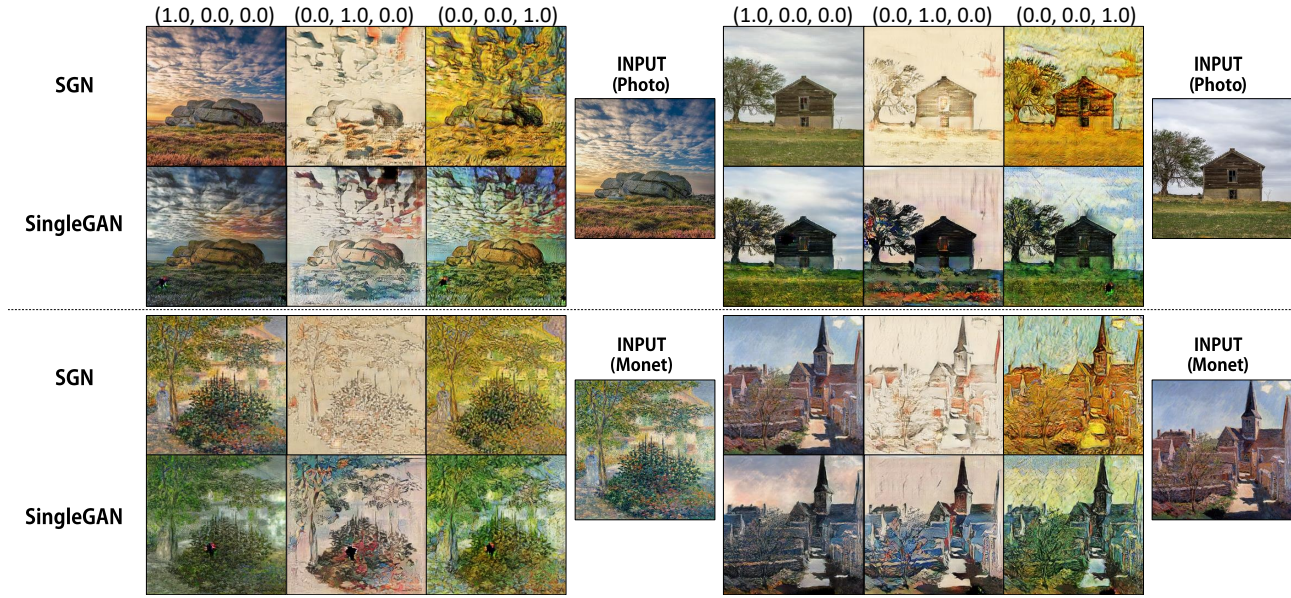 (1.0, 0.0, 0.0) (0.0, 1.0, 0.0) (0.0, 0.0, 1.0) (1.0, 0.0, 0.0) (0.0, 1.0, 0.0) (0.0, 0.0, 1.0)
SGN
INPUT
(Photo)
INPUT
(Photo)
SingleGAN
SGN
INPUT
(Monet)
INPUT
(Monet)
SingleGAN